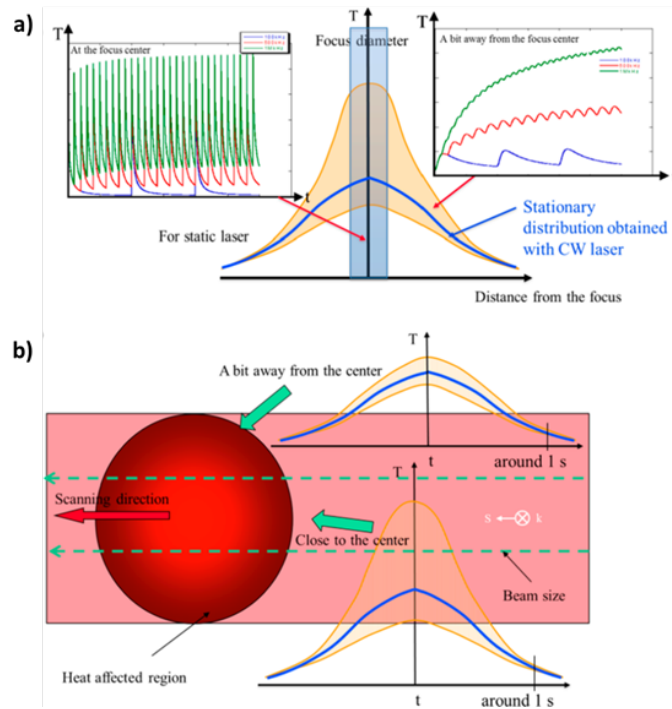 a)
T
At the focus center
t
For static laser
T
Focus diameter
T
A bit away from the focus center
Stationary
distribution obtained
with CW laser
Distance from the focus
b)
T
A bit away from the center
t
around 1 s
Scanning direction
T
Close to the center
S
k
Beam size
Heat affected region
t
around 1 s